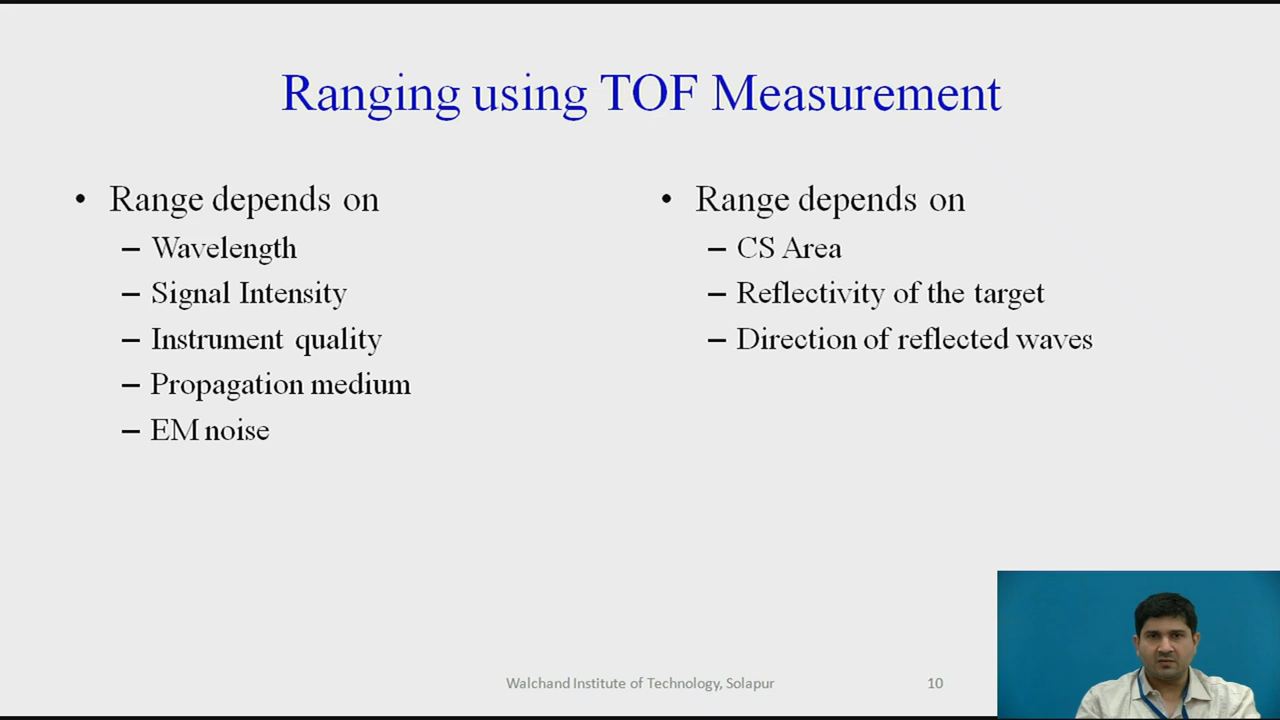 Ranging using TOF Measurement
• Range depends on
– Wavelength
– Signal Intensity
– Instrument quality
– Propagation medium
– EM noise
• Range depends on
– CS Area
– Reflectivity of the target
– Direction of reflected waves
Walchand Institute of Technology, Solapur
10